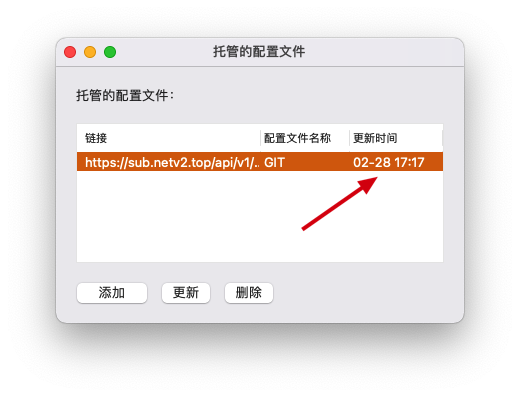 托管的配置文件
托管的配置文件：
链接 配置文件名称 更新时间
https://sub.netv2.top/api/v1/... GIT 02-28 17:17
添加 更新 删除